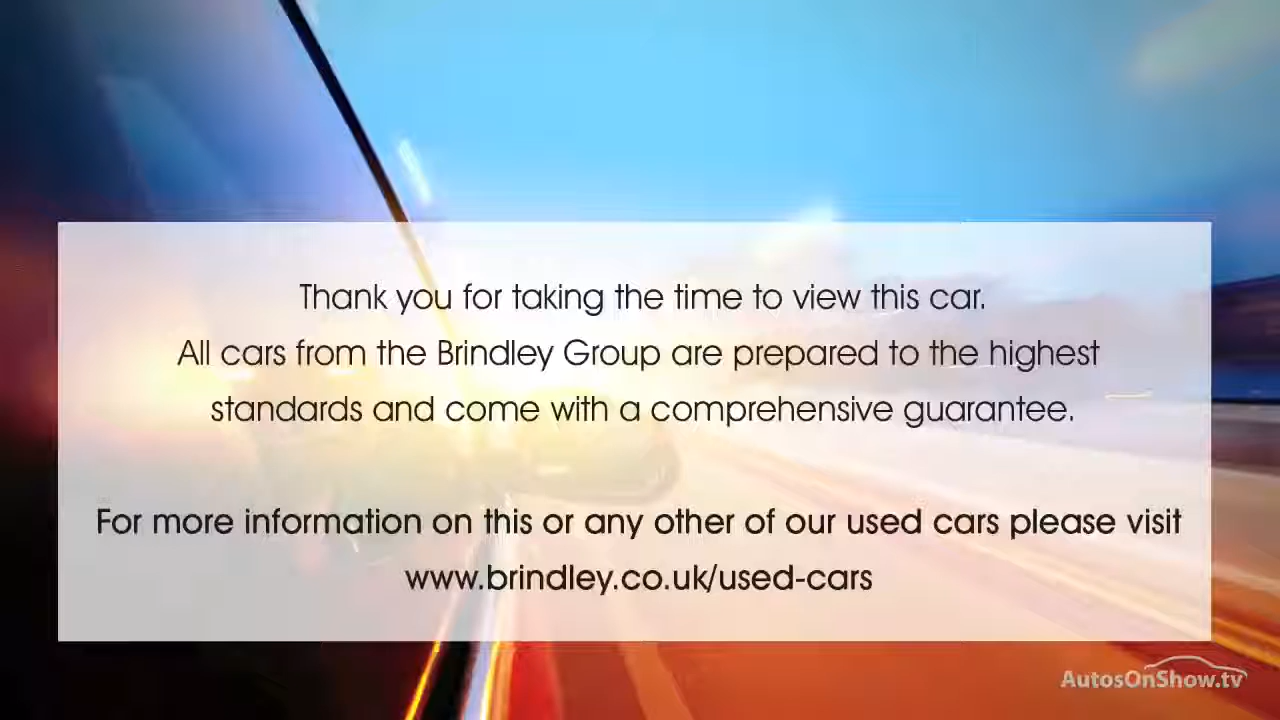 Thank you for taking the time to view this car.
All cars from the Brindley Group are prepared to the highest
standards and come with a comprehensive guarantee.
For more information on this or any other of our used cars please visit
www.brindley.co.uk/used-cars
AutosOnShow.tv